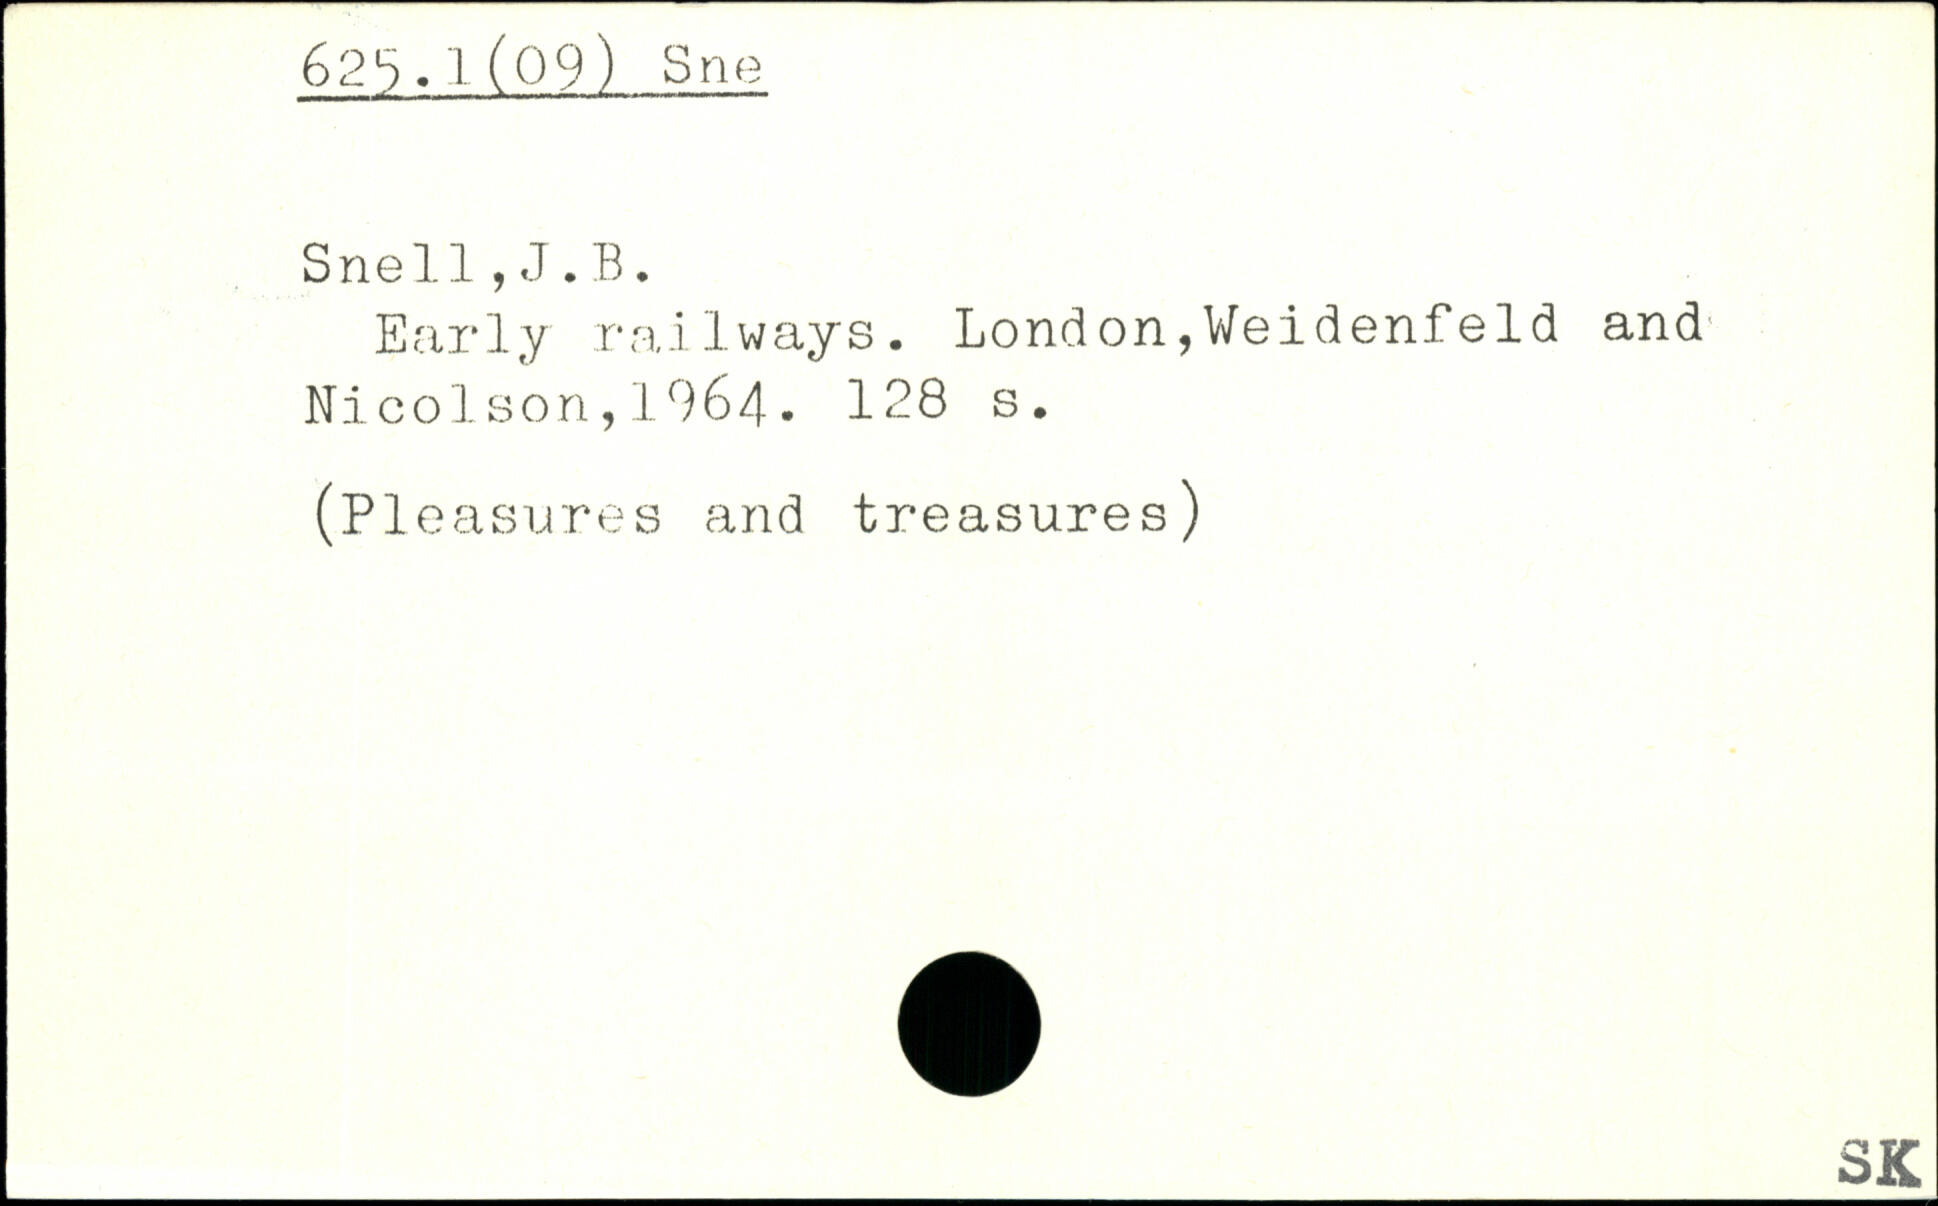 625.1(09) Sne
Snell,J.B.
Early railways. London,Weidenfeld and
Nicolson,1964. 128 s.
(Pleasures and treasures)
SK